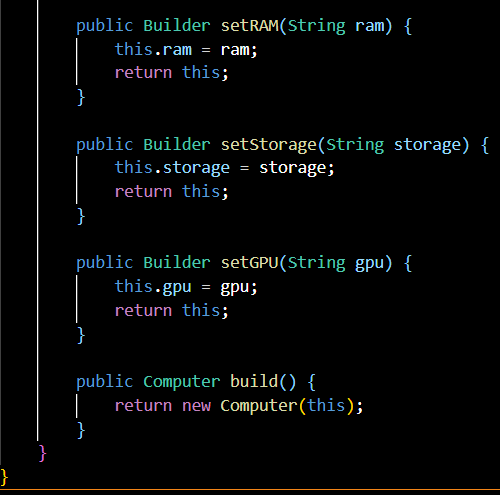 public Builder setRAM(String ram) {
            this.ram = ram;
            return this;
        }

        public Builder setStorage(String storage) {
            this.storage = storage;
            return this;
        }

        public Builder setGPU(String gpu) {
            this.gpu = gpu;
            return this;
        }

        public Computer build() {
            return new Computer(this);
        }
    }
}